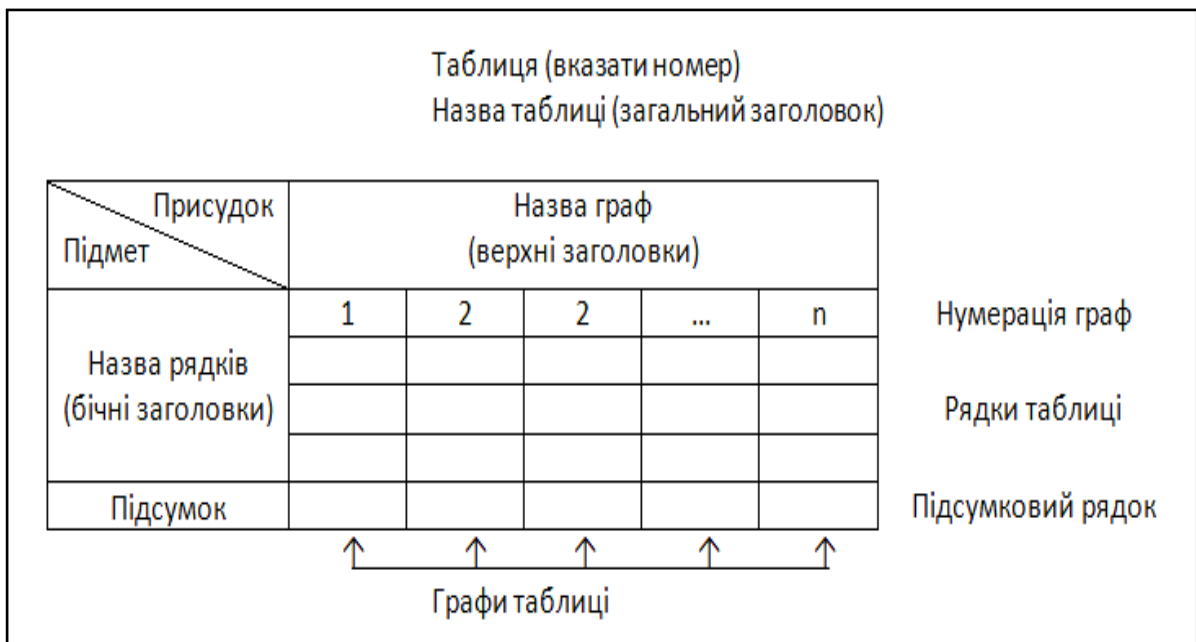 Таблиця (вказати номер)
Назва таблиці (загальний заголовок)
Присудок
Підмет
Назва граф
(верхні заголовки)
1 2 2 ... n Нумерація граф
Назва рядків
(бічні заголовки)
Рядки таблиці
Підсумок
Підсумковий рядок
Графи таблиці